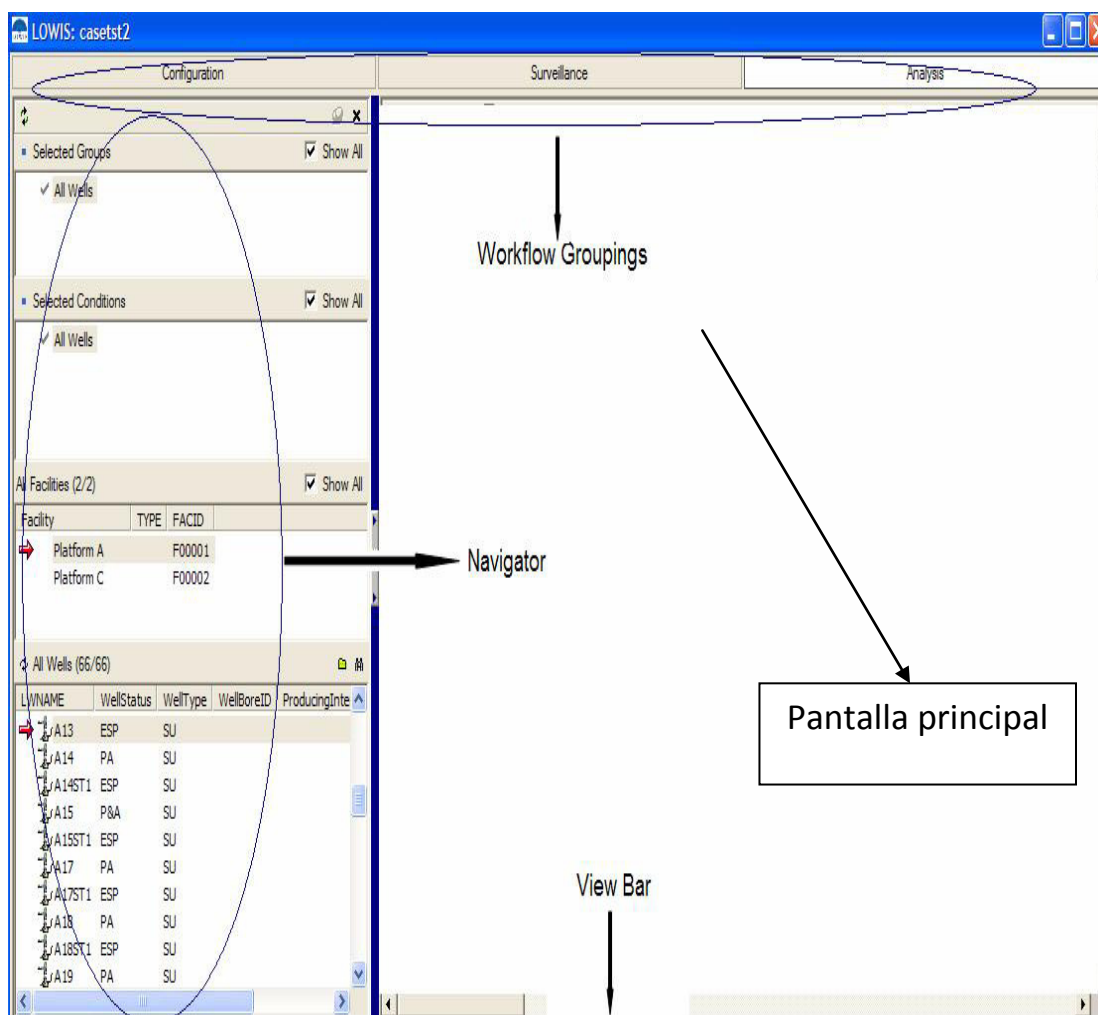 LOWIS: casetst2
Configuration Surveillance Analysis
Selected Groups Show All
All Wells
Workflow Groupings
Selected Conditions Show All
All Wells
All Facilities (2/2) Show All
Facility TYPE FACID
Platform A F00001
Platform C F00002
Navigator
All Wells (66/66)
LWNAME WellStatus WellType WellBoreID ProducingInte
A13 ESP SU
A14 PA SU
A14ST1 ESP SU
A15 P&A SU
A15ST1 ESP SU
A17 PA SU
A17ST1 ESP SU
A18 PA SU
A18ST1 ESP SU
A19 PA SU
Pantalla principal
View Bar